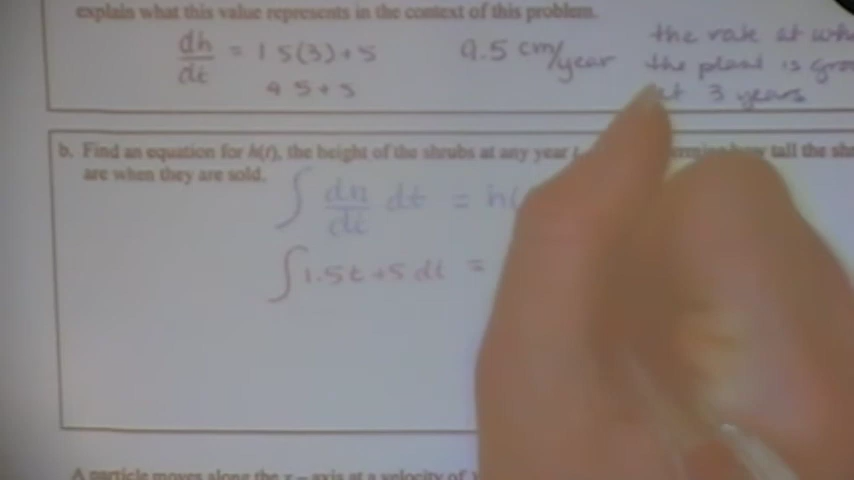 explain what this value represents in the context of this problem.
dh/dt = 1.5(3)+5
9.5 cm/year
the rate at
the plant is
4.5+5
at 3 years
b. Find an equation for h(t), the height of the shrubs at any year tall the
are when they are sold.
∫ dh/dt dt = h(
∫ 1.5t+5 dt =
A particle moves along the x – axis at a velocity of